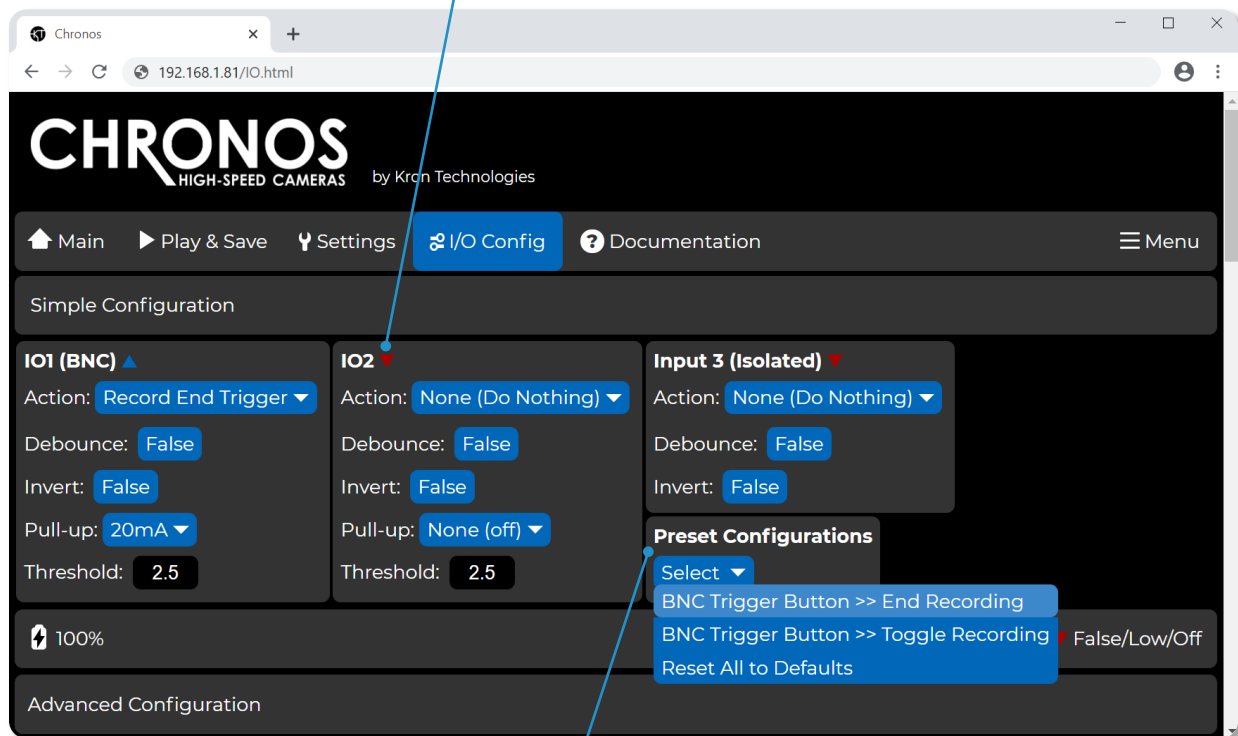 Chronos
192.168.1.81/IO.html
CHRONOS
HIGH-SPEED CAMERAS
by Kron Technologies
Main
Play & Save
Settings
I/O Config
Documentation
Menu
Simple Configuration
IO1 (BNC)
Action: Record End Trigger
Debounce: False
Invert: False
Pull-up: 20mA
Threshold: 2.5
IO2
Action: None (Do Nothing)
Debounce: False
Invert: False
Pull-up: None (off)
Threshold: 2.5
Input 3 (Isolated)
Action: None (Do Nothing)
Debounce: False
Invert: False
Preset Configurations
Select
BNC Trigger Button >> End Recording
BNC Trigger Button >> Toggle Recording
Reset All to Defaults
100%
False/Low/Off
Advanced Configuration